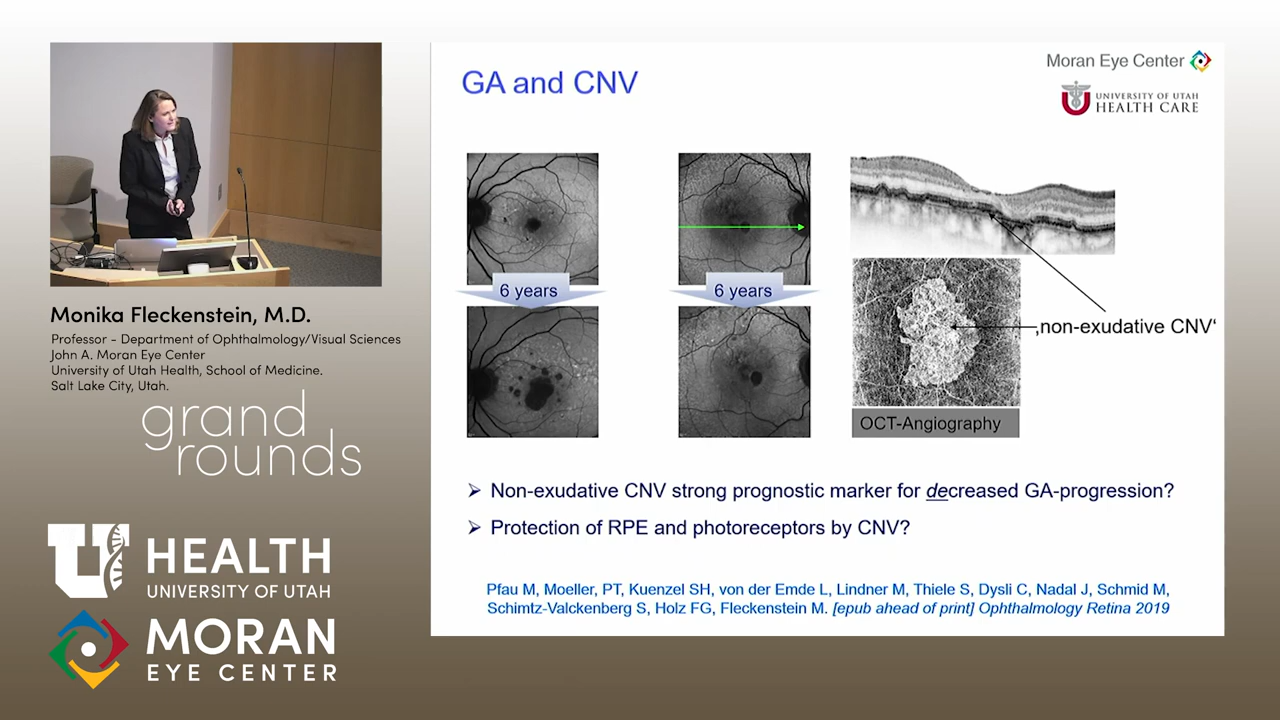 Monika Fleckenstein, M.D.
Professor - Department of Ophthalmology/Visual Sciences
John A. Moran Eye Center
University of Utah Health, School of Medicine.
Salt Lake City, Utah.
grand
rounds
U HEALTH
UNIVERSITY OF UTAH
MORAN
EYE CENTER
GA and CNV
Moran Eye Center
U UNIVERSITY OF UTAH
HEALTH CARE
6 years
6 years
‚non-exudative CNV‘
OCT-Angiography
➢ Non-exudative CNV strong prognostic marker for decreased GA-progression?
➢ Protection of RPE and photoreceptors by CNV?
Pfau M, Moeller, PT, Kuenzel SH, von der Emde L, Lindner M, Thiele S, Dysli C, Nadal J, Schmid M,
Schimtz-Valckenberg S, Holz FG, Fleckenstein M. [epub ahead of print] Ophthalmology Retina 2019